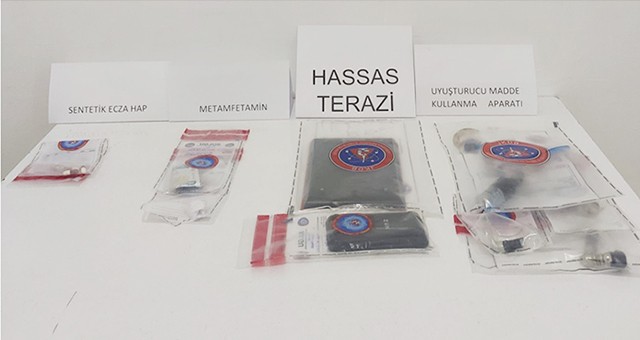 SENTETİK ECZA HAP
METAMFETAMİN
HASSAS
TERAZİ
UYUŞTURUCU MADDE
KULLANMA APARATI